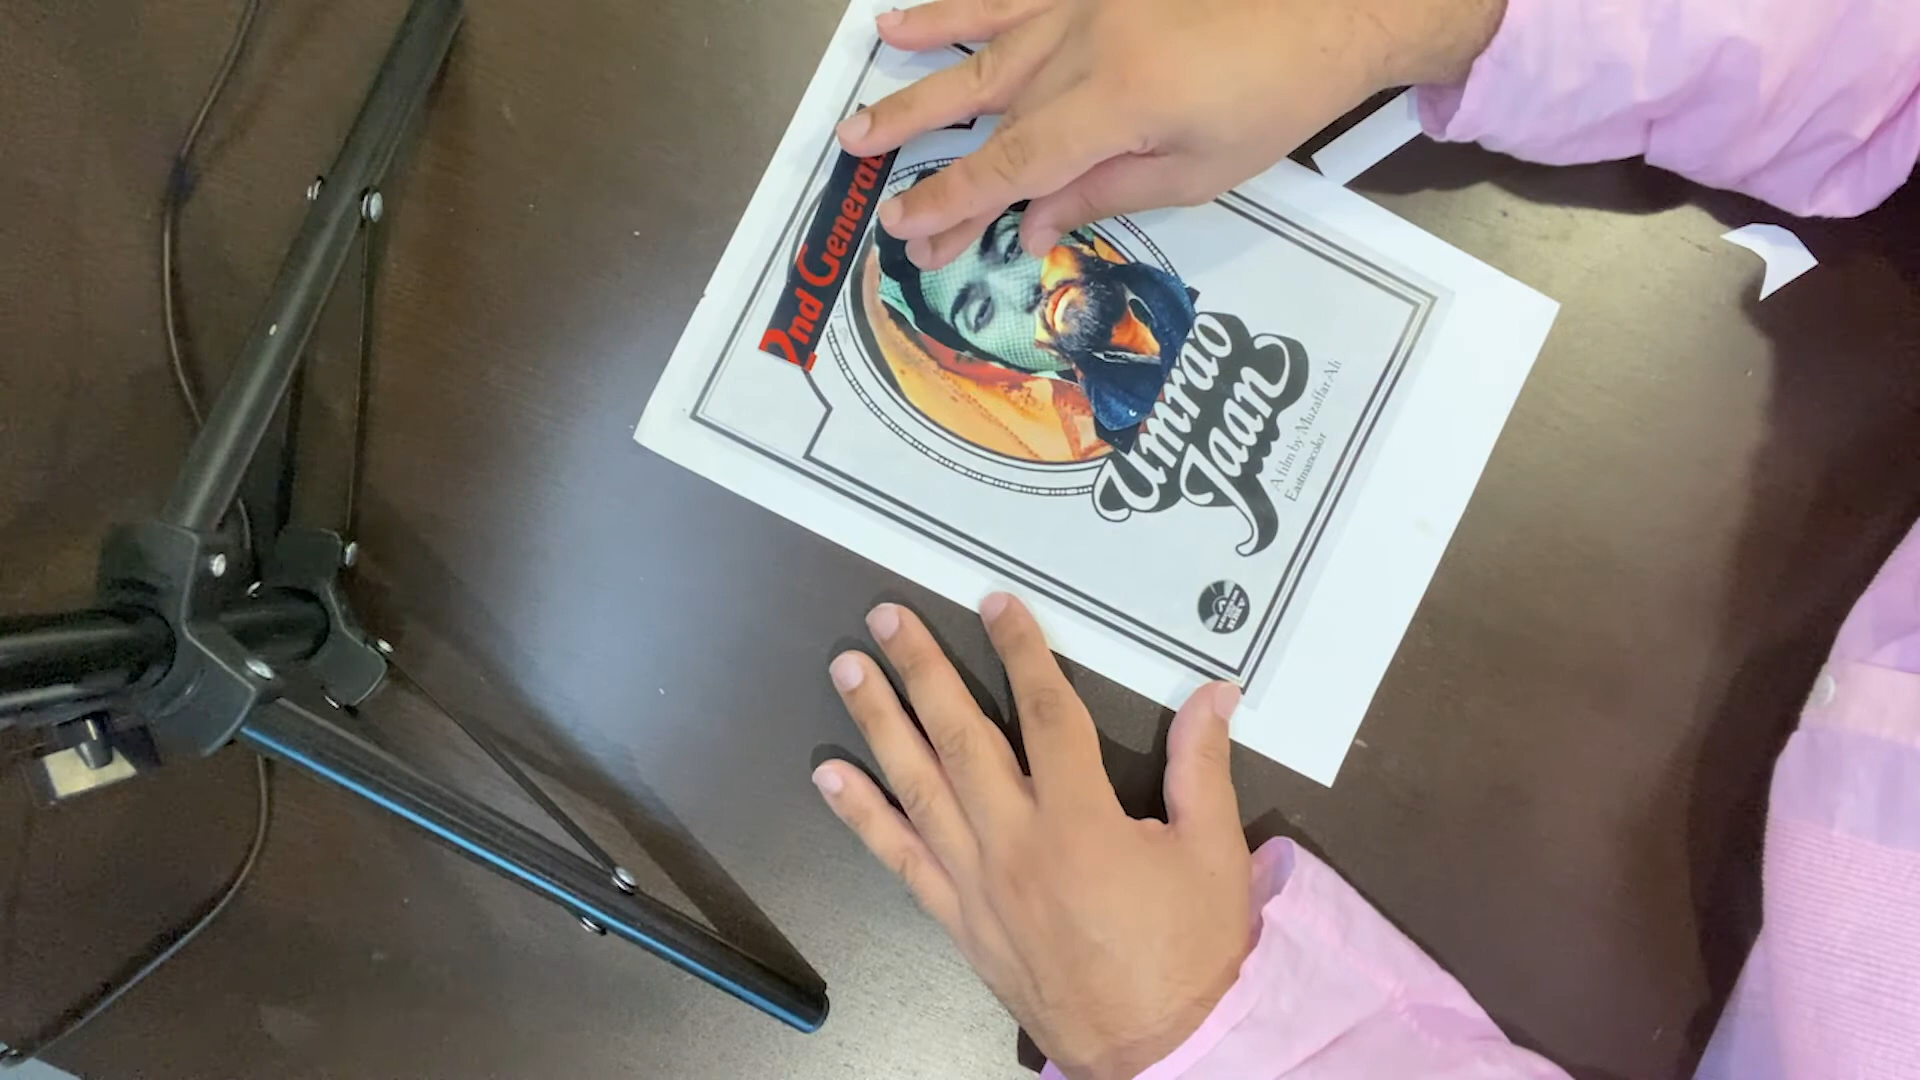 2nd Generat
Umrao
Jaan
A film by Muzaffar Ali
Eastmancolor